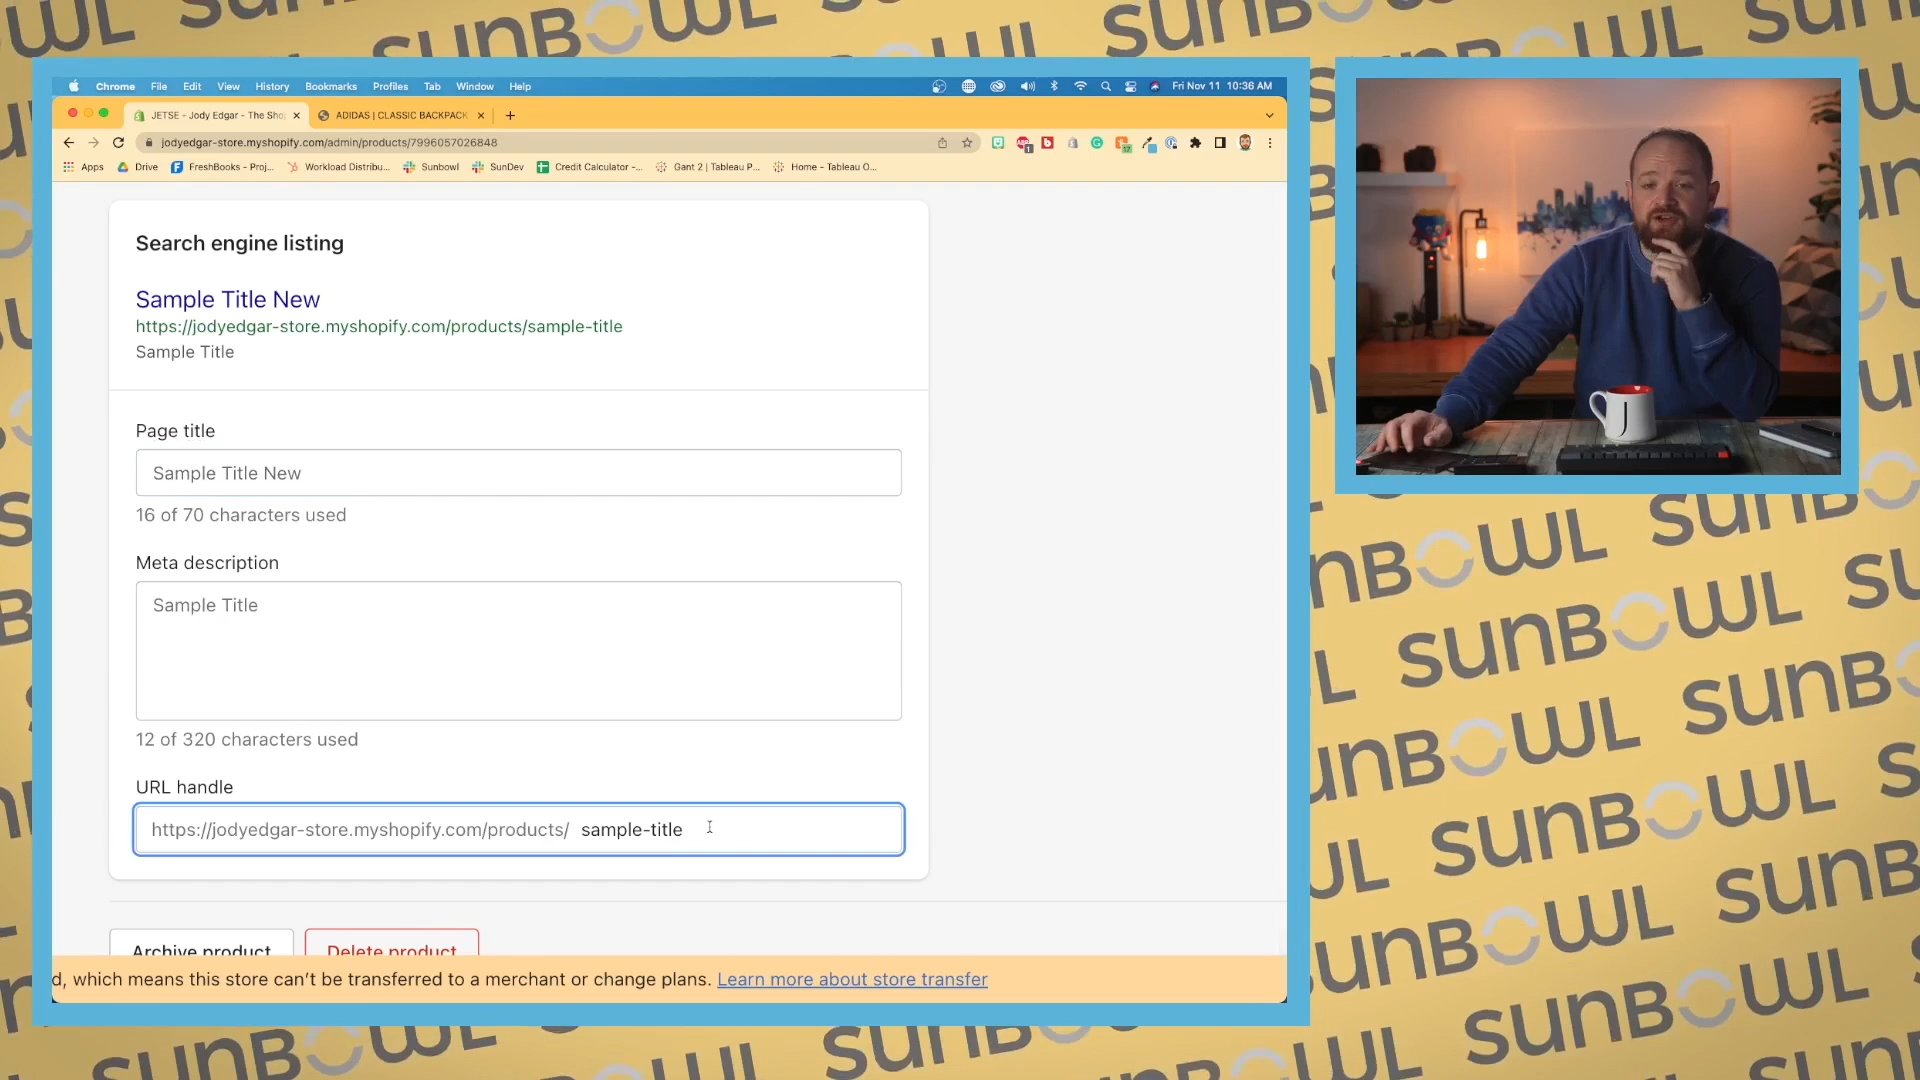 Chrome File Edit View History Bookmarks Profiles Tab Window Help
Fri Nov 11 10:36 AM
JETSE - Jody Edgar - The Sho
ADIDAS | CLASSIC BACKPACK
jodyedgar-store.myshopify.com/admin/products/7996057026848
Apps Drive FreshBooks - Proj... Workload Distribu... Sunbowl SunDev Credit Calculator -... Gant 2 | Tableau P... Home - Tableau O...
Search engine listing
Sample Title New
https://jodyedgar-store.myshopify.com/products/sample-title
Sample Title
Page title
Sample Title New
16 of 70 characters used
Meta description
Sample Title
12 of 320 characters used
URL handle
https://jodyedgar-store.myshopify.com/products/ sample-title
Archive product Delete product
d, which means this store can't be transferred to a merchant or change plans. Learn more about store transfer
J
SUNBOWL
SUNBOWL
SUNBOWL
SUNBOWL
SUNBOWL